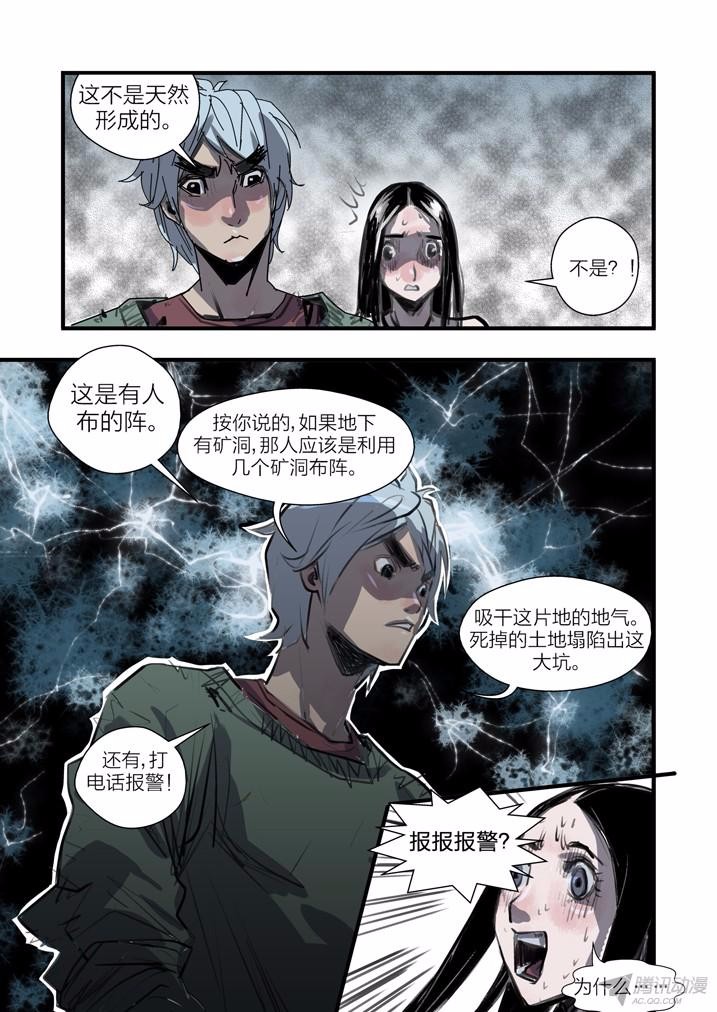 这不是天然
形成的。
不是？！
这是有人
布的阵。
按你说的，如果地下
有矿洞，那人应该是利用
几个矿洞布阵。
吸干这片地的地气。
死掉的土地塌陷出这
大坑。
还有，打
电话报警！
报报报警？
为什么……
腾讯动漫
AC.QQ.COM